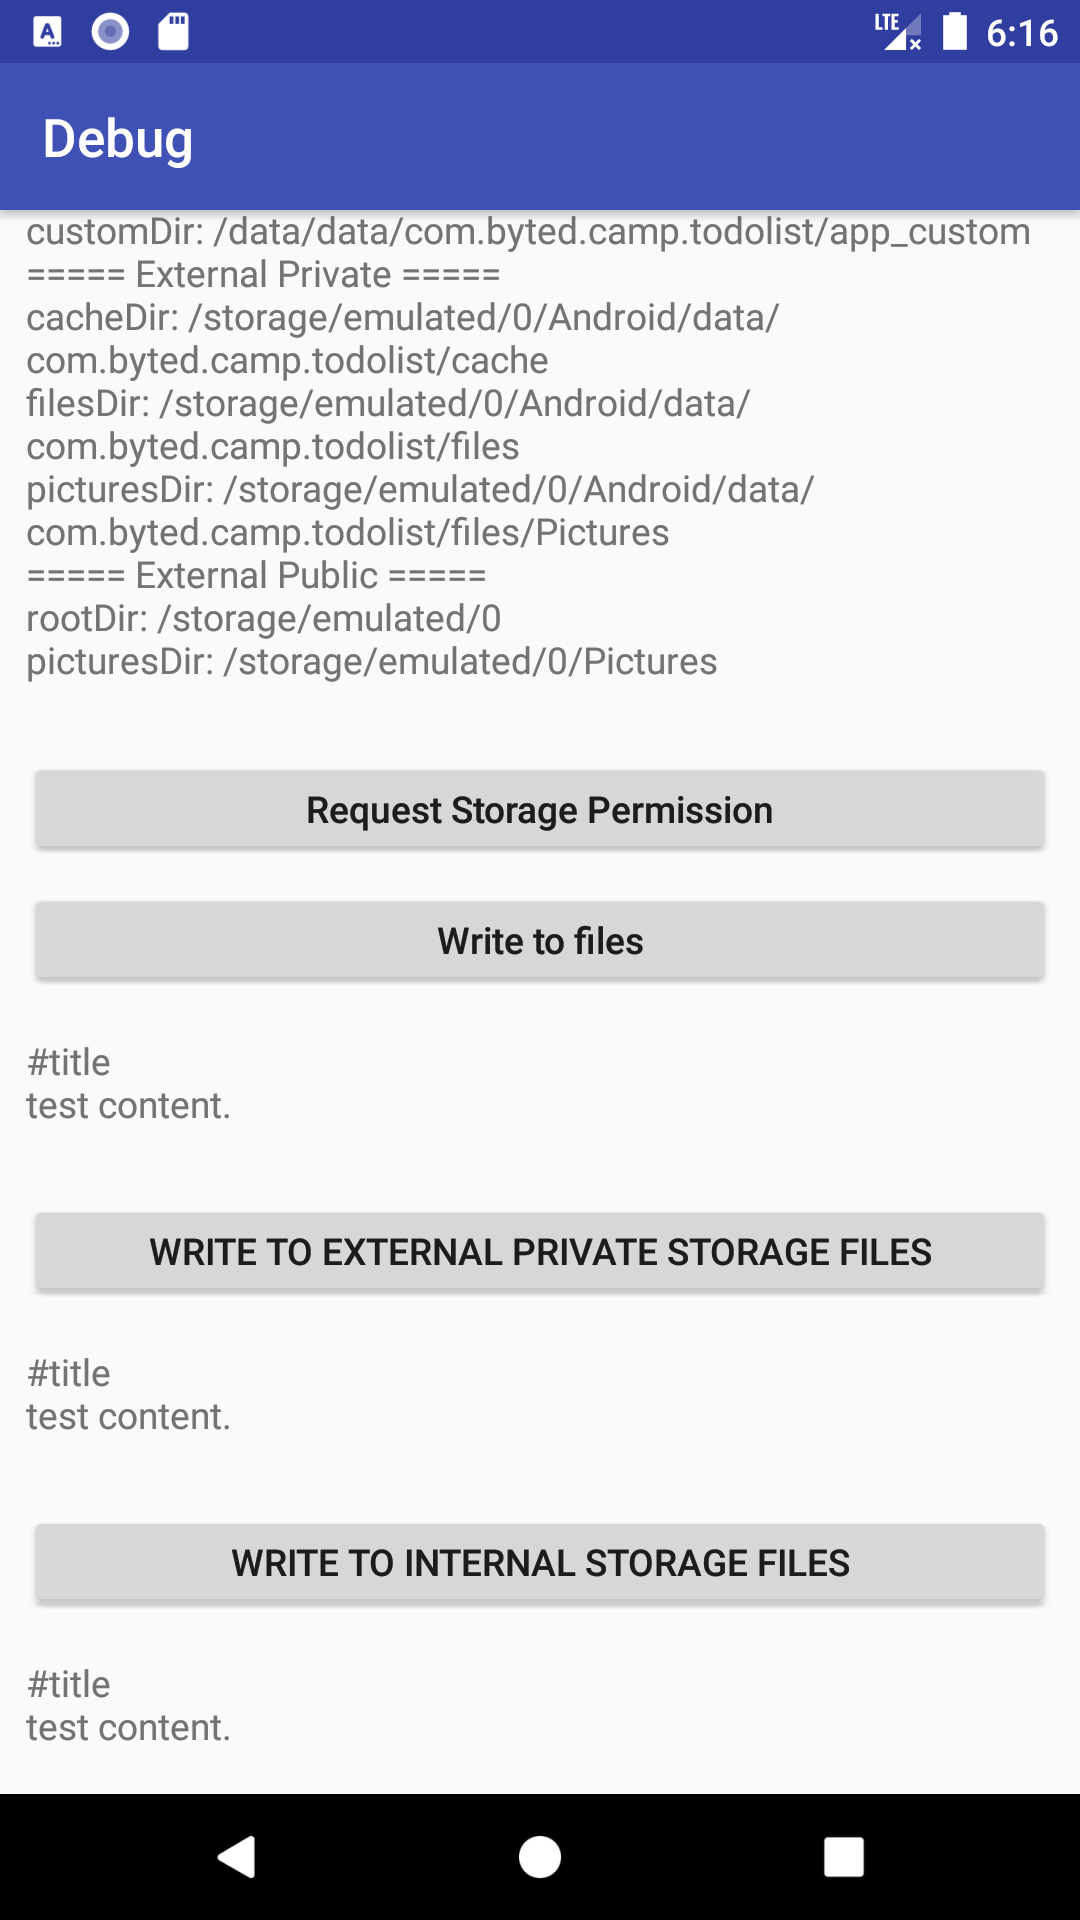 LTE 6:16
Debug
customDir: /data/data/com.byted.camp.todolist/app_custom
===== External Private =====
cacheDir: /storage/emulated/0/Android/data/
com.byted.camp.todolist/cache
filesDir: /storage/emulated/0/Android/data/
com.byted.camp.todolist/files
picturesDir: /storage/emulated/0/Android/data/
com.byted.camp.todolist/files/Pictures
===== External Public =====
rootDir: /storage/emulated/0
picturesDir: /storage/emulated/0/Pictures
Request Storage Permission
Write to files
#title
test content.
WRITE TO EXTERNAL PRIVATE STORAGE FILES
#title
test content.
WRITE TO INTERNAL STORAGE FILES
#title
test content.